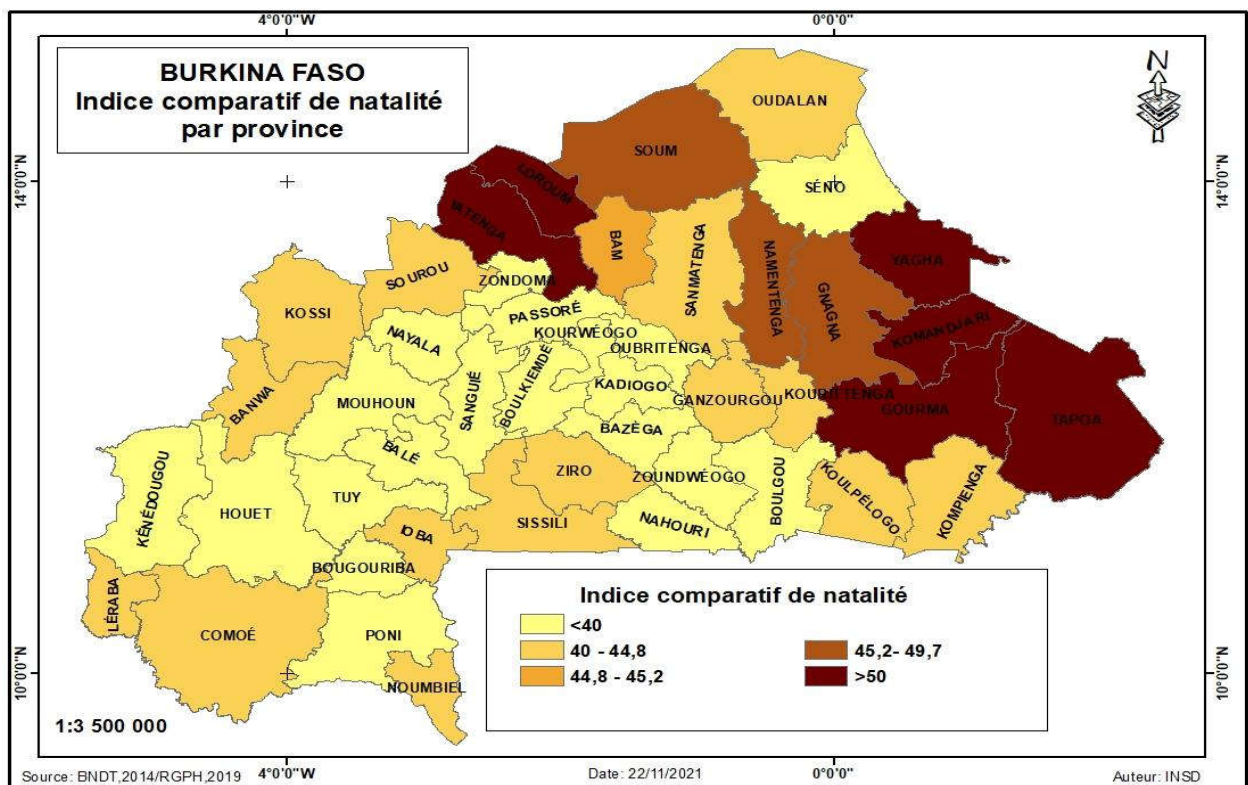 4°0'0"W 0°0'0"
BURKINA FASO
Indice comparatif de natalité
par province
N
OUDALAN
SOUM
14°0'0"N
LOROUM
SÉNO
14°0'0"N
YATENGA
BAM
SANMATENGA
NAMENTENGA
GNAGNA
YAGHA
SOUROU
ZONDOMA
KOSSI
PASSORÉ
KOMANDJARI
NAYALA
KOURWÉOGO
OUBRITENGA
BOULKIEMDÉ
SANGUIÉ
KADIOGO
BANWA
MOUHOUN
GANZOURGOU
KOURITTENGA
GOURMA
TAPOA
BAZÈGA
BALÉ
ZIRO
ZOUNDWÉOGO
BOULGOU
KOULPÉLOGO
KOMPIENGA
KÉNÉDOUGOU
HOUET
TUY
SISSILI
NAHOURI
IOBA
BOUGOURIBA
LÉRABA
COMOÉ
PONI
NOUMBIEL
Indice comparatif de natalité
<40
40 - 44,8
44,8 - 45,2
45,2- 49,7
>50
10°0'0"N
10°0'0"N
1:3 500 000
Source: BNDT,2014/RGPH,2019 4°0'0"W Date: 22/11/2021 0°0'0" Auteur: INSD